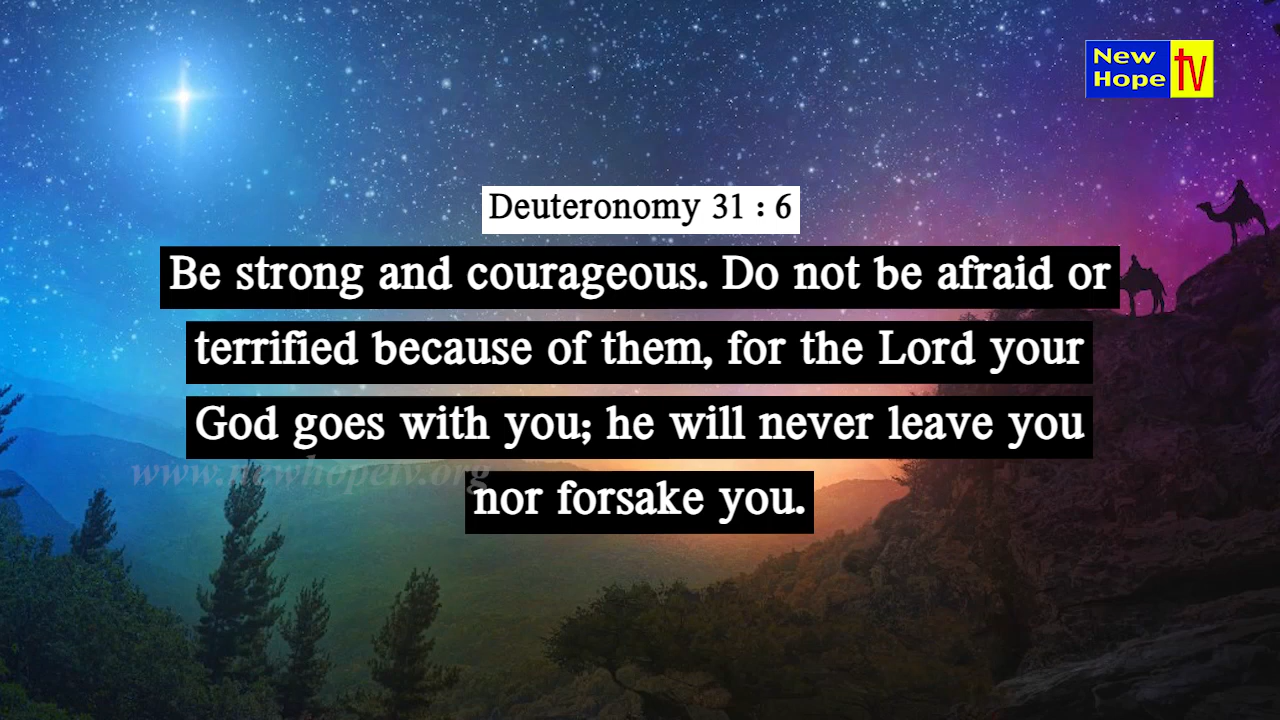 New
Hope tv
Deuteronomy 31 : 6
Be strong and courageous. Do not be afraid or
terrified because of them, for the Lord your
God goes with you; he will never leave you
www.newhopetv.org
nor forsake you.